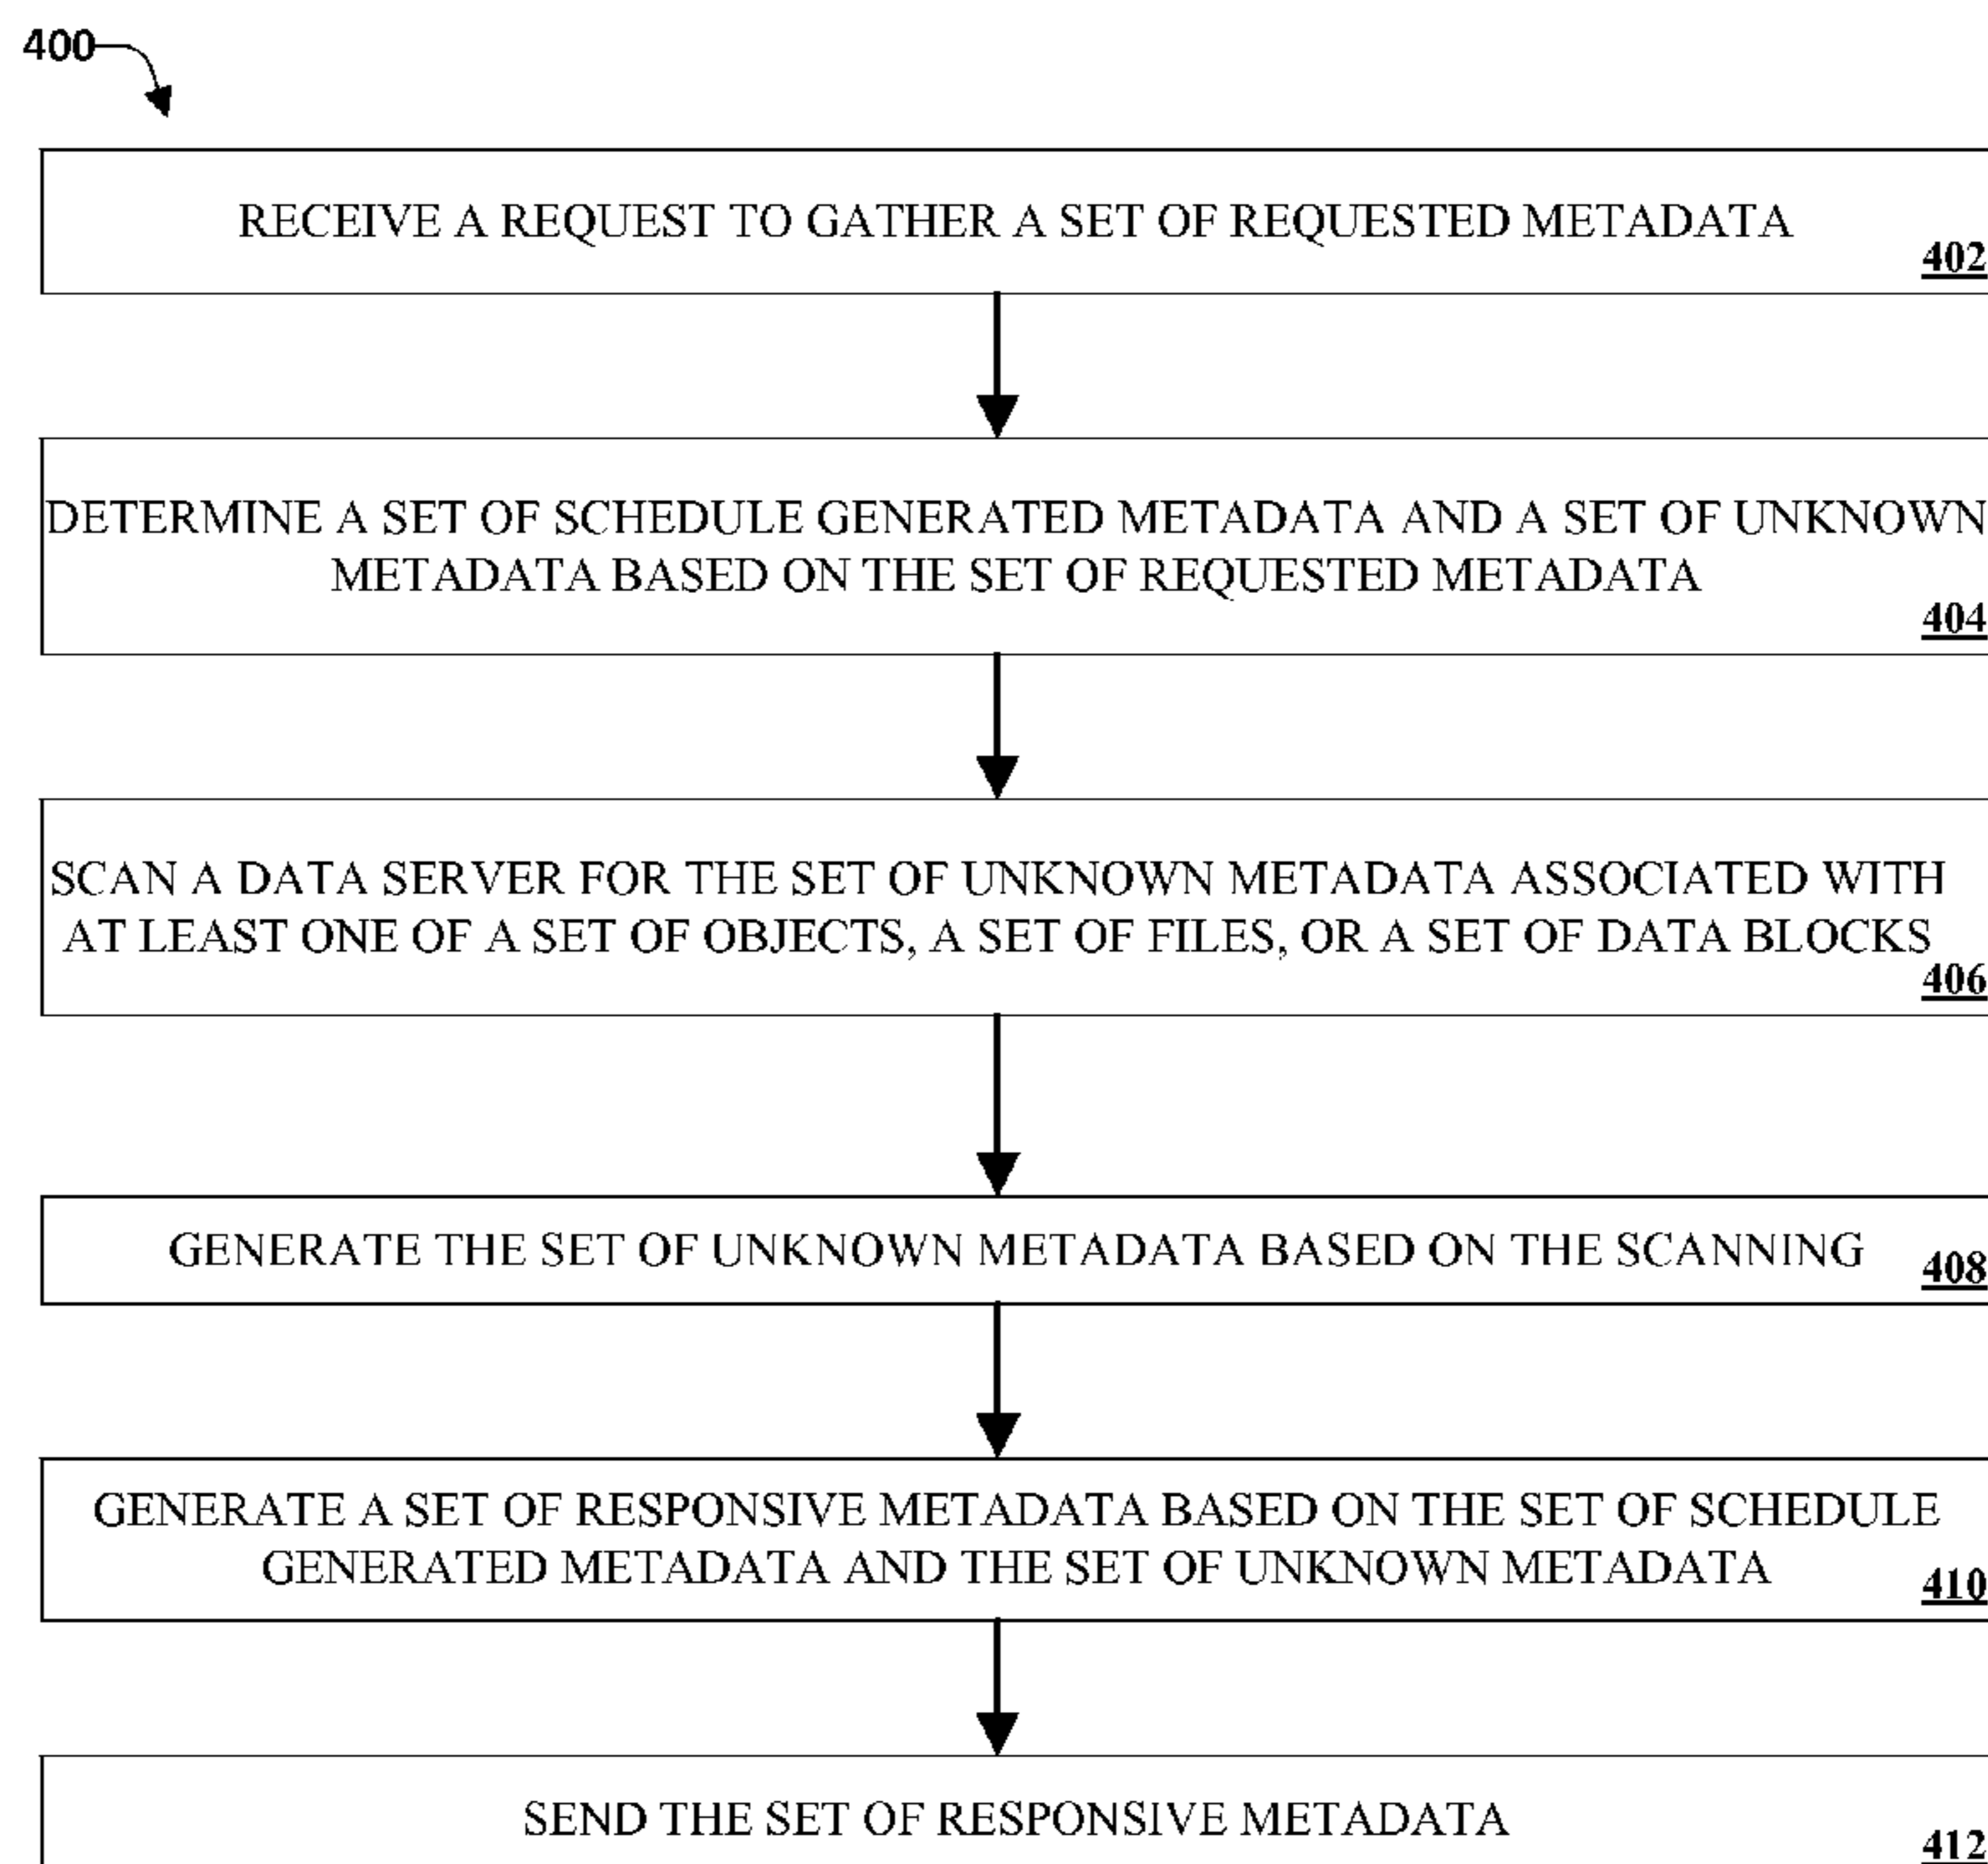 400
RECEIVE A REQUEST TO GATHER A SET OF REQUESTED METADATA
402
DETERMINE A SET OF SCHEDULE GENERATED METADATA AND A SET OF UNKNOWN
METADATA BASED ON THE SET OF REQUESTED METADATA
404
SCAN A DATA SERVER FOR THE SET OF UNKNOWN METADATA ASSOCIATED WITH
AT LEAST ONE OF A SET OF OBJECTS, A SET OF FILES, OR A SET OF DATA BLOCKS
406
GENERATE THE SET OF UNKNOWN METADATA BASED ON THE SCANNING
408
GENERATE A SET OF RESPONSIVE METADATA BASED ON THE SET OF SCHEDULE
GENERATED METADATA AND THE SET OF UNKNOWN METADATA
410
SEND THE SET OF RESPONSIVE METADATA
412